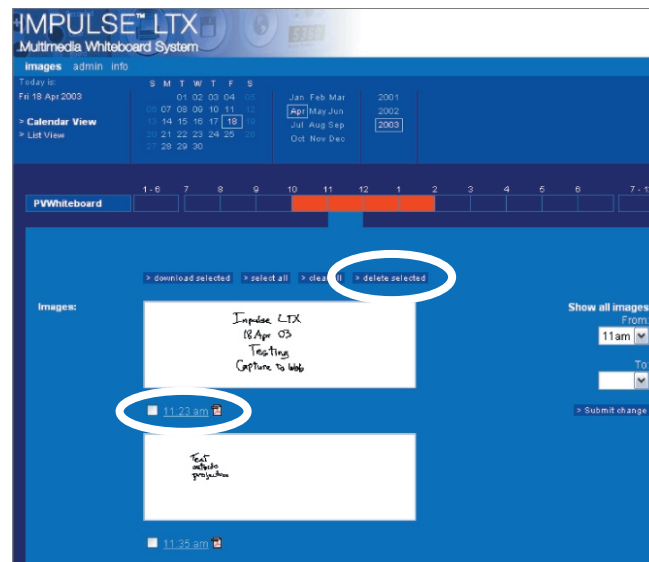 IMPULSE™ LTX
Multimedia Whiteboard System
images admin info
Today is:
Fri 18 Apr 2003
> Calendar View
> List View
S M T W T F S
01 02 03 04 05
06 07 08 09 10 11 12
13 14 15 16 17 18 19
20 21 22 23 24 25 26
27 28 29 30
Jan Feb Mar
Apr May Jun
Jul Aug Sep
Oct Nov Dec
2001
2002
2003
1 - 6 7 8 9 10 11 12 1 2 3 4 5 6 7 - 1
PVWhiteboard
> download selected > select all > clear all > delete selected
Images:
Impulse LTX
18 Apr 03
Testing
Capture to
11:23 am
Text
outside
projection
11:35 am
Show all images
From:
11am
To:
> Submit change